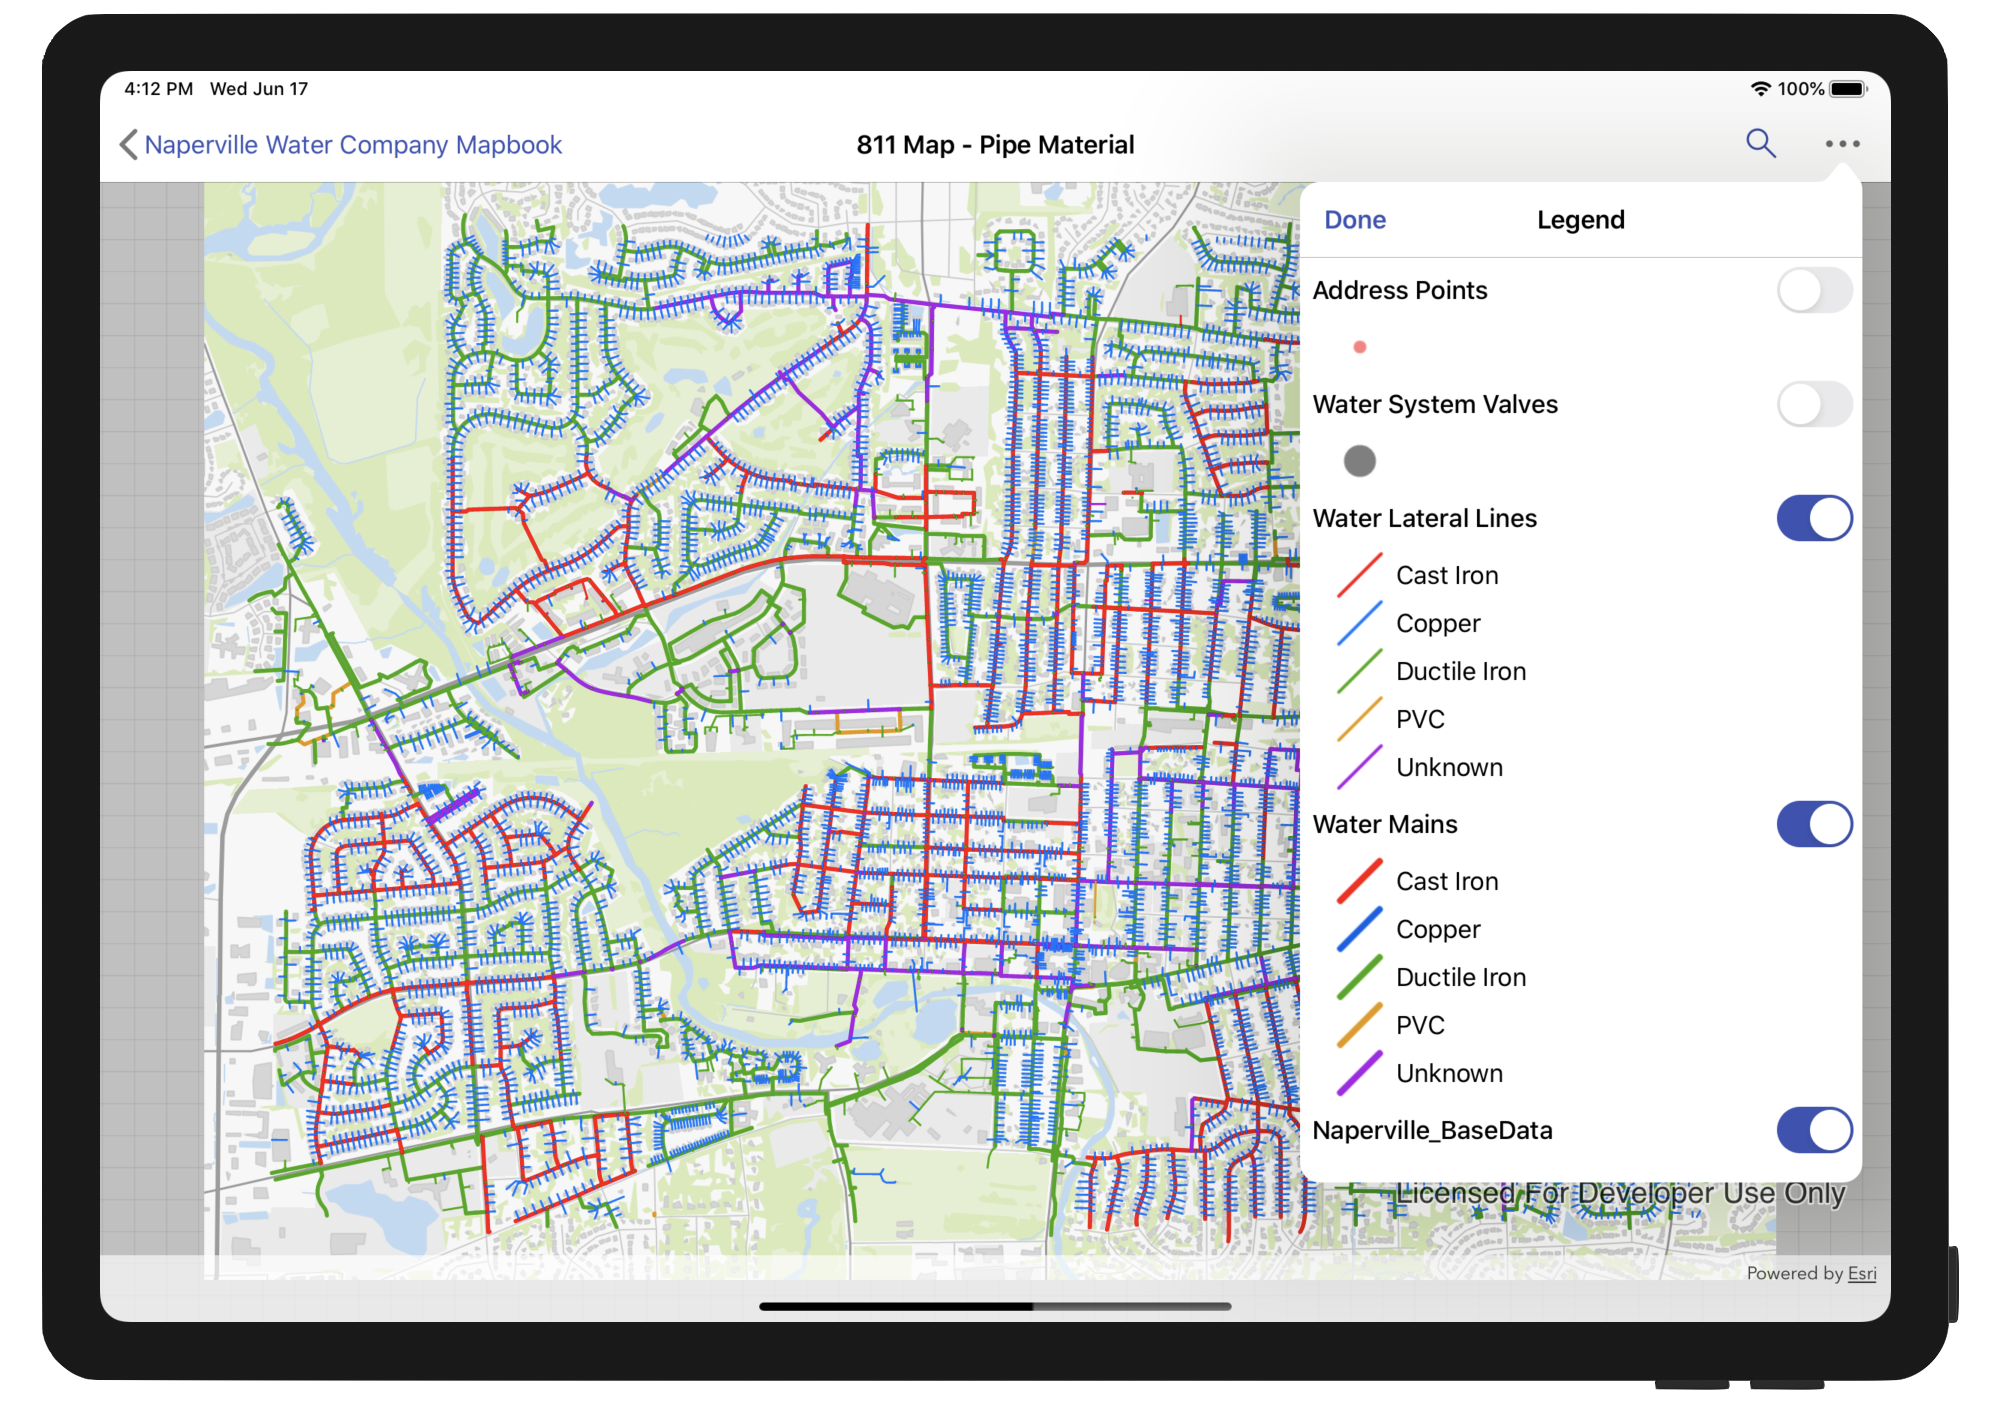 4:12 PM Wed Jun 17
100%
Naperville Water Company Mapbook
811 Map - Pipe Material
Done
Legend
Address Points
Water System Valves
Water Lateral Lines
Cast Iron
Copper
Ductile Iron
PVC
Unknown
Water Mains
Cast Iron
Copper
Ductile Iron
PVC
Unknown
Naperville_BaseData
Licensed For Developer Use Only
Powered by Esri